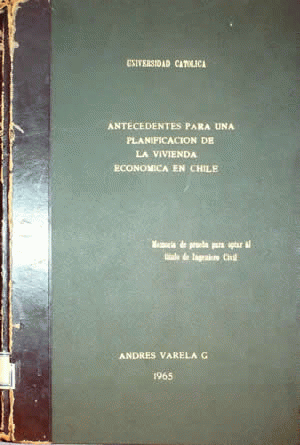 UNIVERSIDAD CATOLICA
ANTECEDENTES PARA UNA
PLANIFICACION DE
LA VIVIENDA
ECONOMICA EN CHILE
Memoria de prueba para optar al
título de Ingeniero Civil
ANDRES VARELA G
1965